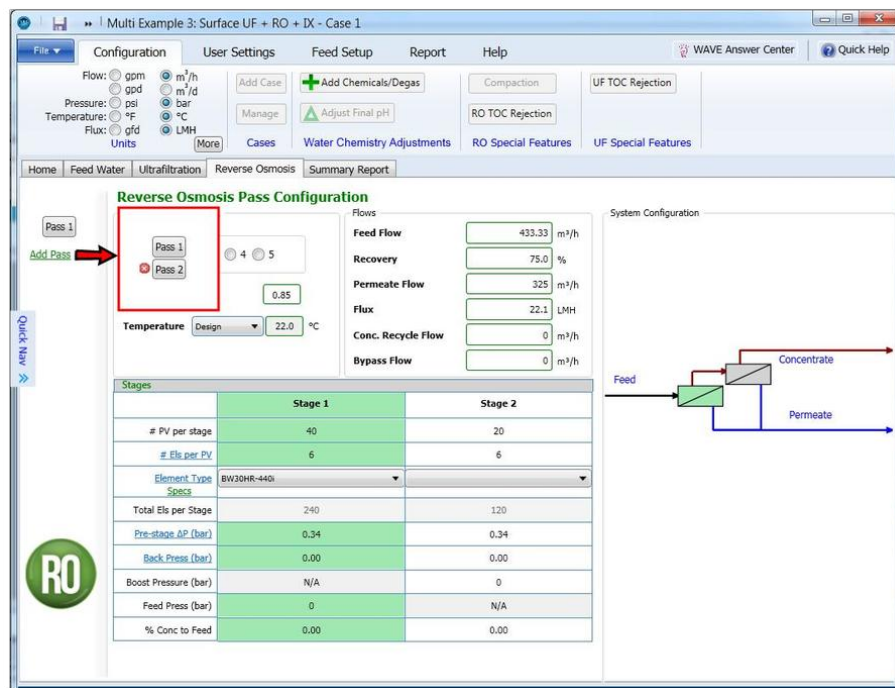 Multi Example 3: Surface UF + RO + IX - Case 1
File Configuration User Settings Feed Setup Report Help WAVE Answer Center Quick Help
Flow: gpm m³/h
gpd m³/d
Pressure: psi bar
Temperature: °F °C
Flux: gfd LMH
Units More
Add Case
Manage
Cases
Add Chemicals/Degas
Adjust Final pH
Water Chemistry Adjustments
Compaction
RO TOC Rejection
RO Special Features
UF TOC Rejection
UF Special Features
Home Feed Water Ultrafiltration Reverse Osmosis Summary Report
Reverse Osmosis Pass Configuration
Pass 1
Add Pass
Pass 1
Pass 2
4 5
0.85
Temperature Design 22.0 °C
Flows
Feed Flow 433.33 m³/h
Recovery 75.0 %
Permeate Flow 325 m³/h
Flux 22.1 LMH
Conc. Recycle Flow 0 m³/h
Bypass Flow 0 m³/h
System Configuration
Feed
Concentrate
Permeate
Quick Nav
Stages
Stage 1 Stage 2
# PV per stage 40 20
# Els per PV 6 6
Element Type BW30HR-440i
Specs
Total Els per Stage 240 120
Pre-stage ΔP (bar) 0.34 0.34
Back Press (bar) 0.00 0.00
Boost Pressure (bar) N/A 0
Feed Press (bar) 0 N/A
% Conc to Feed 0.00 0.00
RO